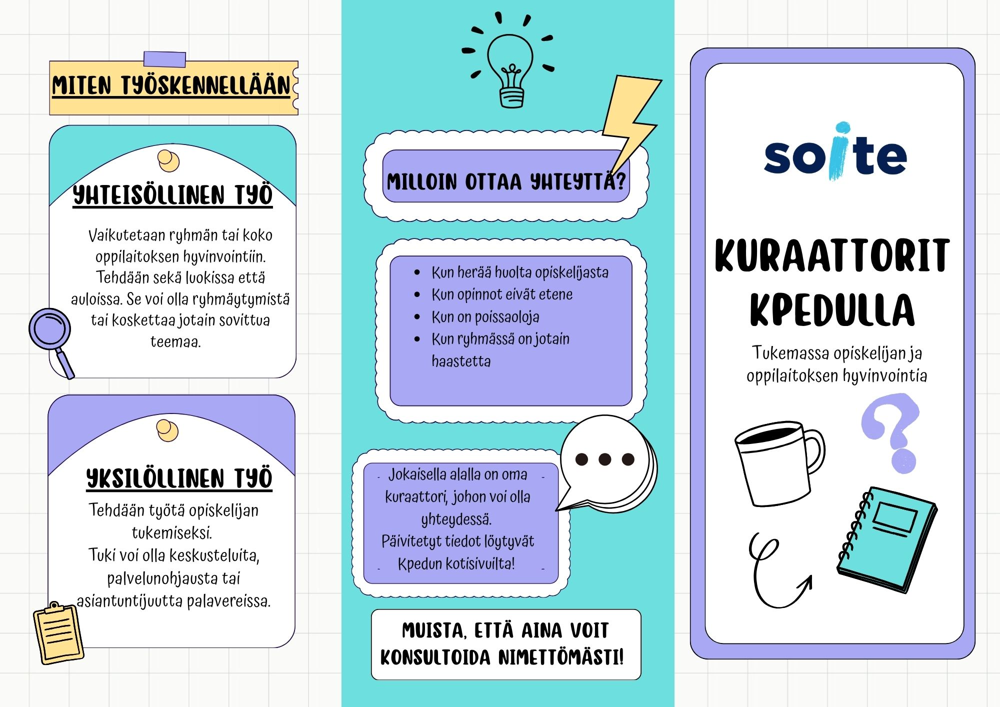 MITEN TYÖSKENNELLÄÄN
YHTEISÖLLINEN TYÖ
Vaikutetaan ryhmän tai koko
oppilaitoksen hyvinvointiin.
Tehdään sekä luokissa että
auloissa. Se voi olla ryhmäytymistä
tai koskettaa jotain sovittua
teemaa.
YKSILÖLLINEN TYÖ
Tehdään työtä opiskelijan
tukemiseksi.
Tuki voi olla keskusteluita,
palvelunohjausta tai
asiantuntijuutta palavereissa.
MILLOIN OTTAA YHTEYTTÄ?
• Kun herää huolta opiskelijasta
• Kun opinnot eivät etene
• Kun on poissaoloja
• Kun ryhmässä on jotain
haastetta
Jokaisella alalla on oma
kuraattori, johon voi olla
yhteydessä.
Päivitetyt tiedot löytyvät
Kpedun kotisivuilta!
MUISTA, ETTÄ AINA VOIT
KONSULTOIDA NIMETTÖMÄSTI!
soite
KURAATTORIT
KPEDULLA
Tukemassa opiskelijan ja
oppilaitoksen hyvinvointia
?